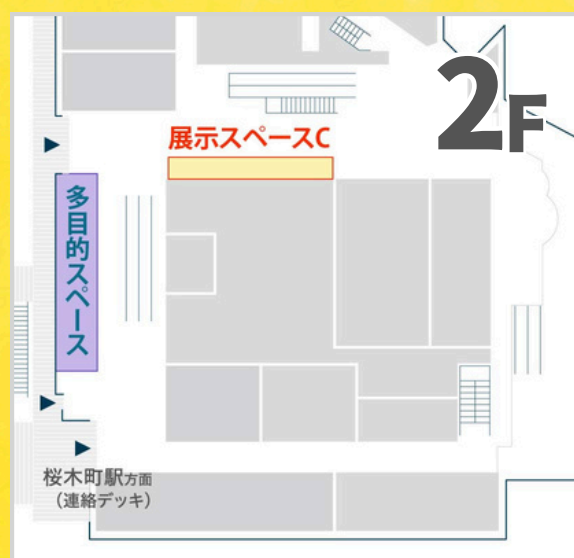 2F
展示スペースC
多目的スペース
桜木町駅方面
（連絡デッキ）